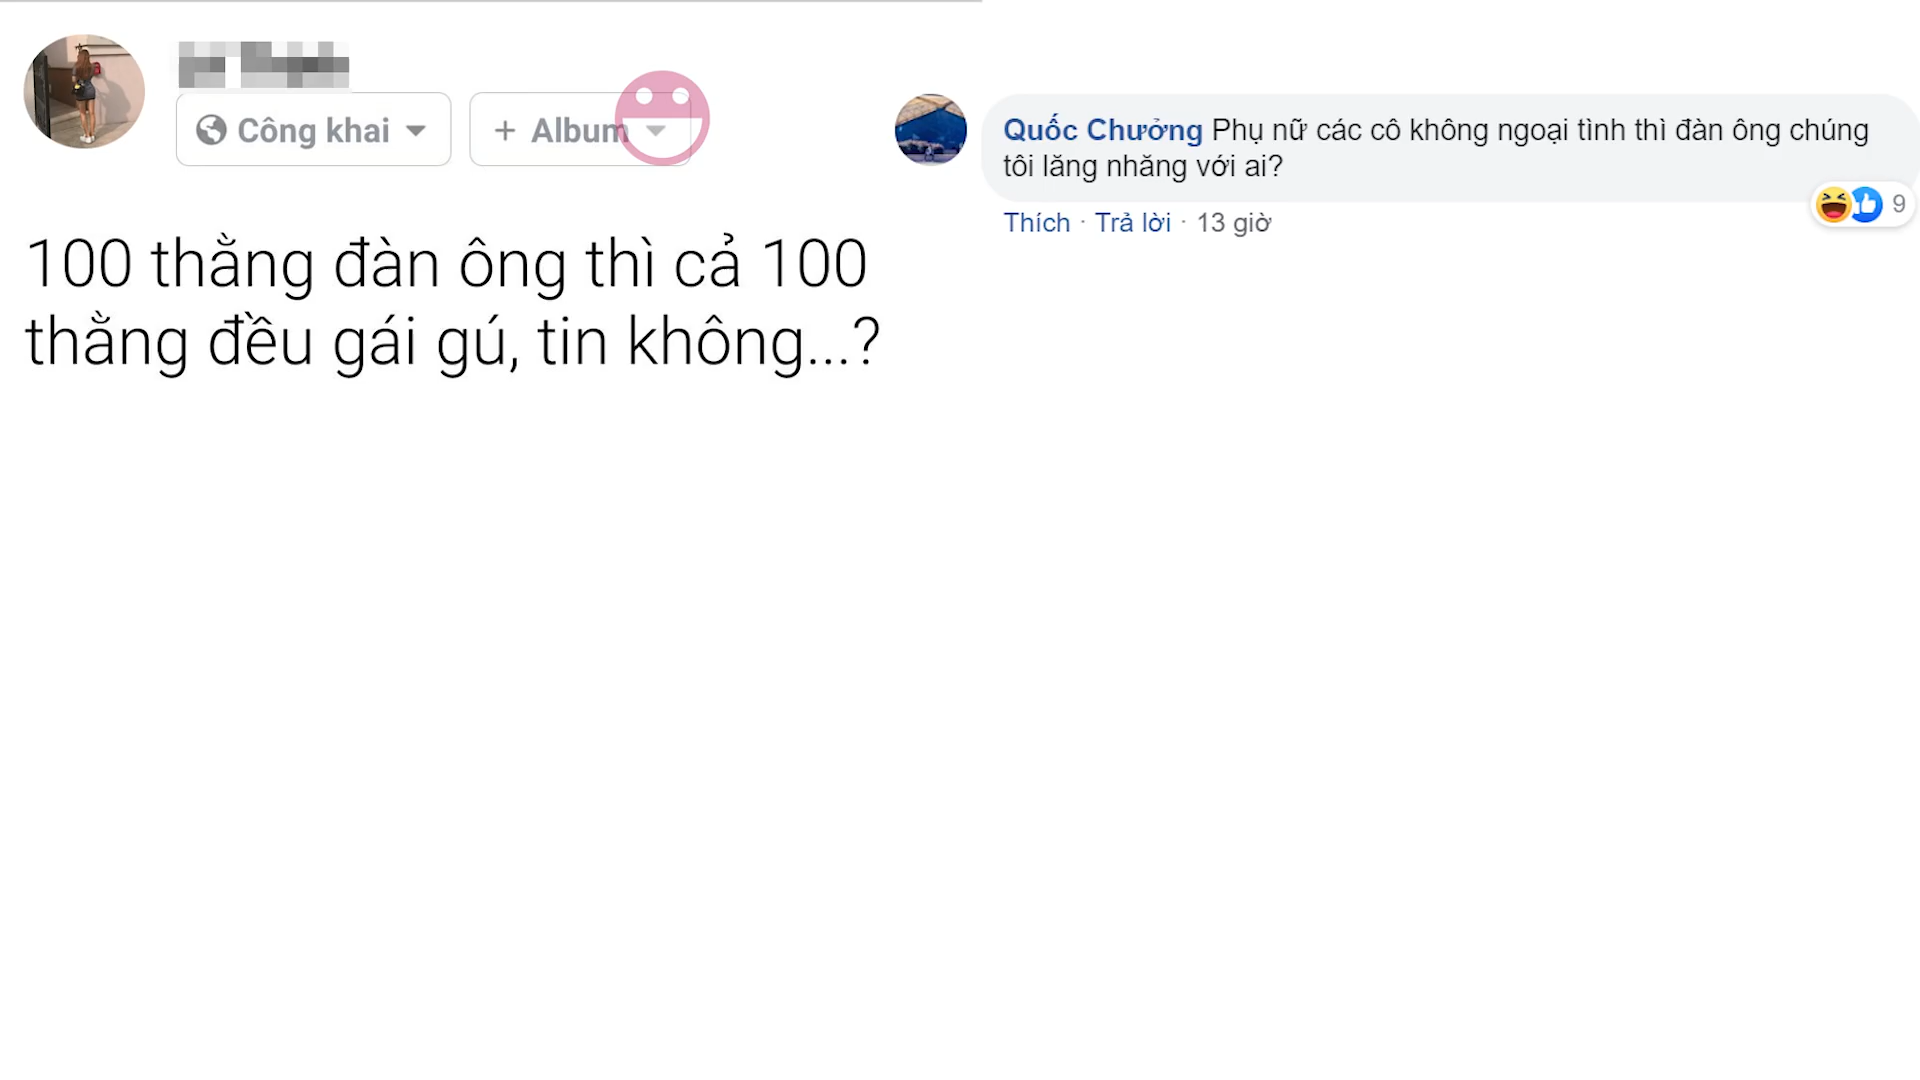 Công khai
+ Album
100 thằng đàn ông thì cả 100
thằng đều gái gú, tin không...?
Quốc Chưởng Phụ nữ các cô không ngoại tình thì đàn ông chúng
tôi lăng nhăng với ai?
9
Thích · Trả lời · 13 giờ